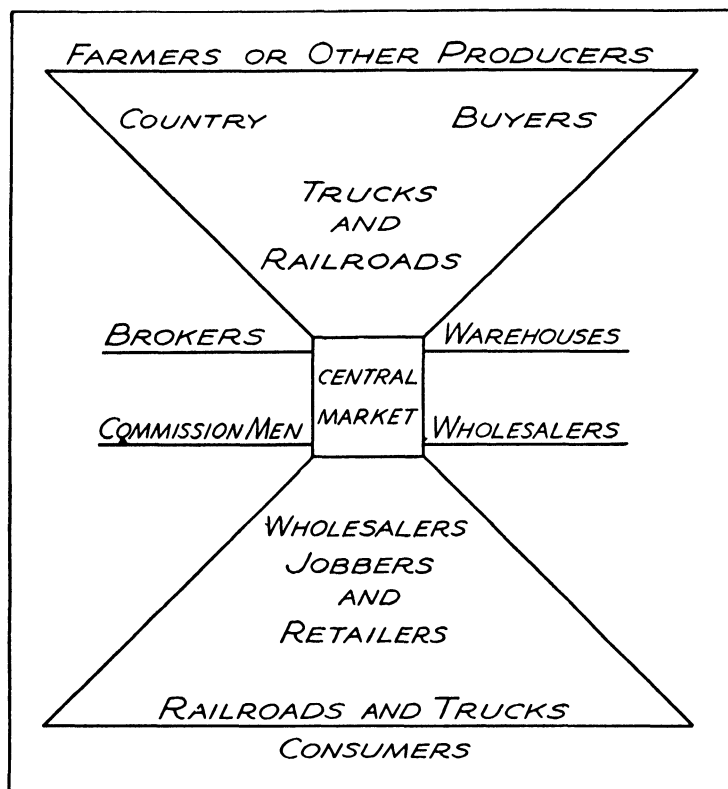 FARMERS OR OTHER PRODUCERS
COUNTRY BUYERS
TRUCKS
AND
RAILROADS
BROKERS
WAREHOUSES
CENTRAL
MARKET
COMMISSION MEN
WHOLESALERS
WHOLESALERS
JOBBERS
AND
RETAILERS
RAILROADS AND TRUCKS
CONSUMERS